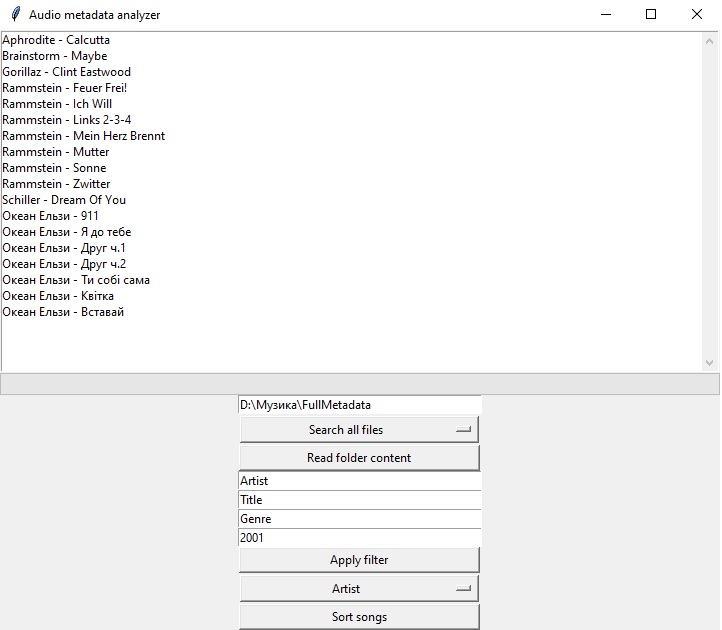 Audio metadata analyzer
Aphrodite - Calcutta
Brainstorm - Maybe
Gorillaz - Clint Eastwood
Rammstein - Feuer Frei!
Rammstein - Ich Will
Rammstein - Links 2-3-4
Rammstein - Mein Herz Brennt
Rammstein - Mutter
Rammstein - Sonne
Rammstein - Zwitter
Schiller - Dream Of You
Океан Ельзи - 911
Океан Ельзи - Я до тебе
Океан Ельзи - Друг ч.1
Океан Ельзи - Друг ч.2
Океан Ельзи - Ти собі сама
Океан Ельзи - Квітка
Океан Ельзи - Вставай
D:\Музика\FullMetadata
Search all files
Read folder content
Artist
Title
Genre
2001
Apply filter
Artist
Sort songs